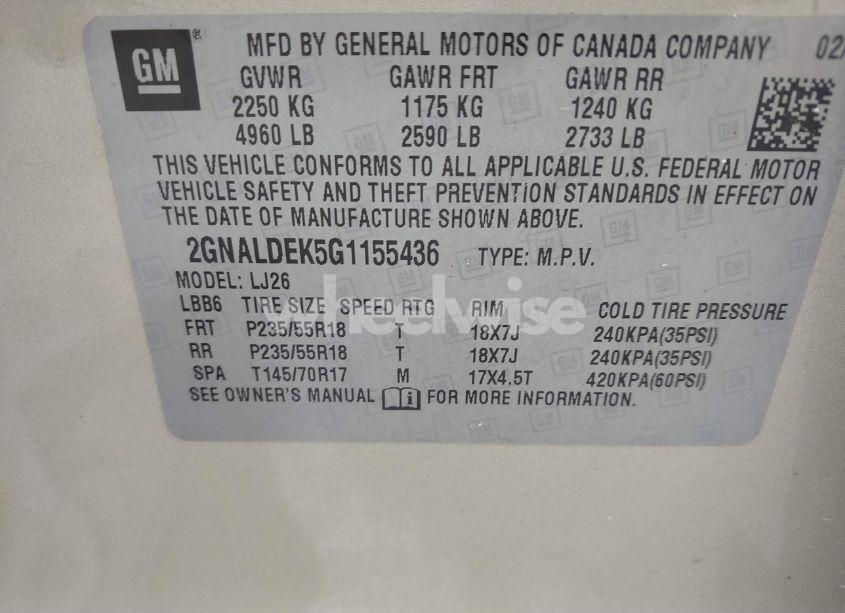 GM ® MFD BY GENERAL MOTORS OF CANADA COMPANY 02/
GVWR GAWR FRT GAWR RR
2250 KG 1175 KG 1240 KG
4960 LB 2590 LB 2733 LB
THIS VEHICLE CONFORMS TO ALL APPLICABLE U.S. FEDERAL MOTOR
VEHICLE SAFETY AND THEFT PREVENTION STANDARDS IN EFFECT ON
THE DATE OF MANUFACTURE SHOWN ABOVE.
2GNALDEK5G1155436 TYPE: M.P.V.
MODEL: LJ26
wheelwise
LBB6 TIRE SIZE SPEED RTG RIM COLD TIRE PRESSURE
FRT P235/55R18 T 18X7J 240KPA(35PSI)
RR P235/55R18 T 18X7J 240KPA(35PSI)
SPA T145/70R17 M 17X4.5T 420KPA(60PSI)
SEE OWNER'S MANUAL i FOR MORE INFORMATION.